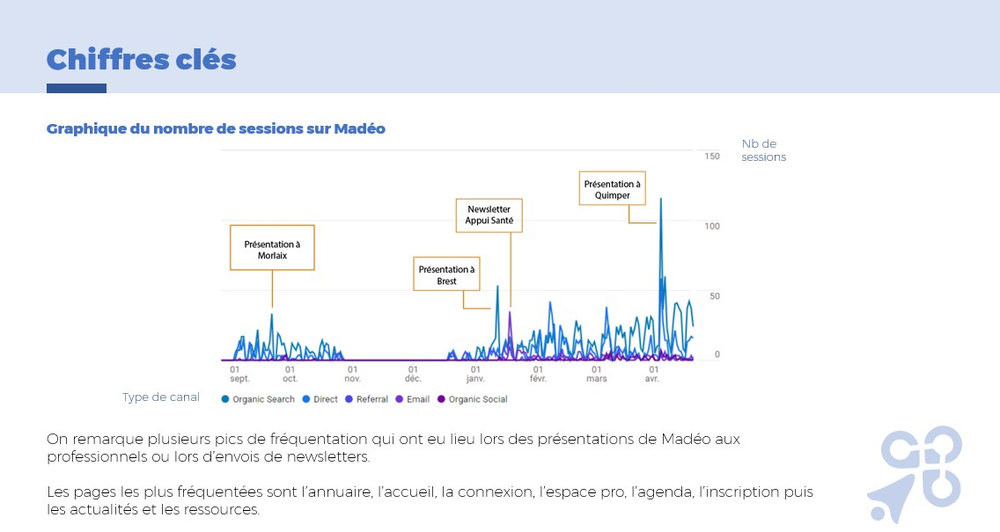 Chiffres clés
Graphique du nombre de sessions sur Madéo
Nb de
sessions
150
100
50
0
Présentation à
Morlaix
Présentation à
Brest
Newsletter
Appui Santé
Présentation à
Quimper
01
sept.
01
oct.
01
nov.
01
déc.
01
janv.
01
févr.
01
mars
01
avr.
Type de canal
Organic Search
Direct
Referral
Email
Organic Social
On remarque plusieurs pics de fréquentation qui ont eu lieu lors des présentations de Madéo aux
professionnels ou lors d’envois de newsletters.
Les pages les plus fréquentées sont l’annuaire, l’accueil, la connexion, l’espace pro, l’agenda, l’inscription puis
les actualités et les ressources.